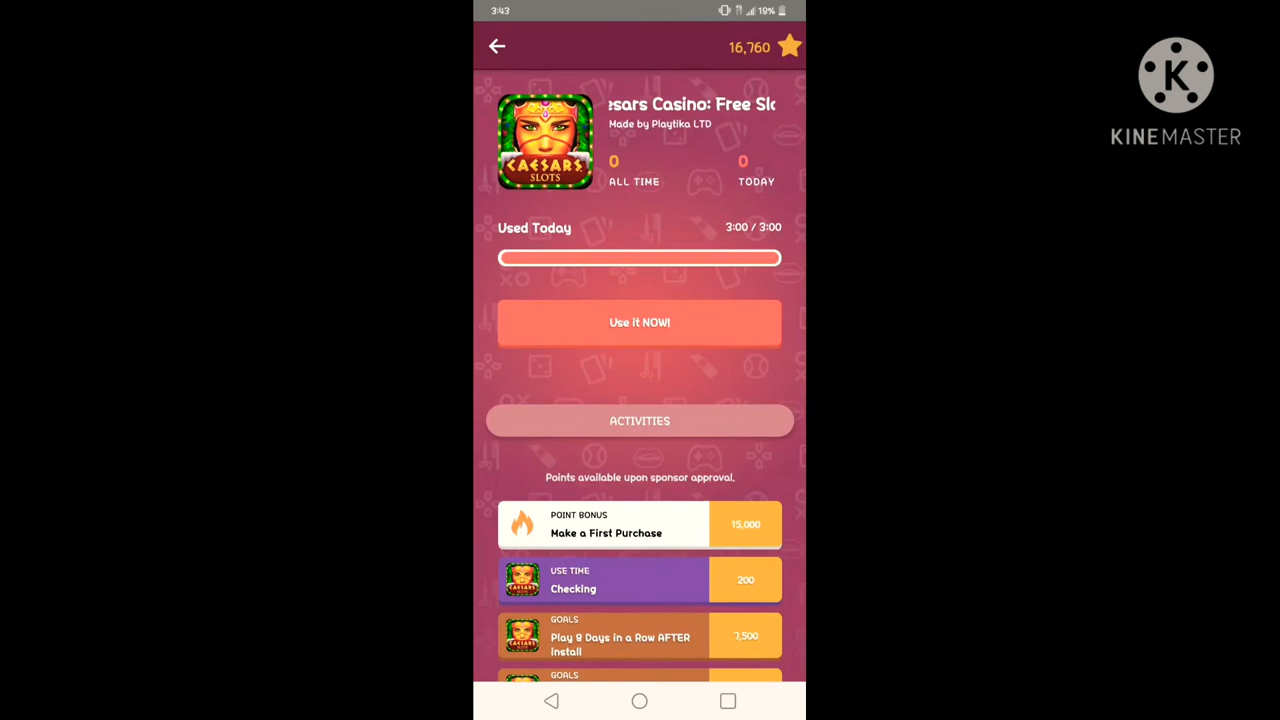 3:43
18%
16,760
esars Casino: Free Slo
Made by Playtika LTD
0
0
ALL TIME
TODAY
CAESARS
SLOTS
Used Today
3:00 / 3:00
Use it NOW!
ACTIVITIES
Points available upon sponsor approval.
POINT BONUS
Make a First Purchase
15,000
USE TIME
Checking
200
GOALS
Play 8 Days in a Row AFTER
Install
7,500
GOALS
K
KINEMASTER